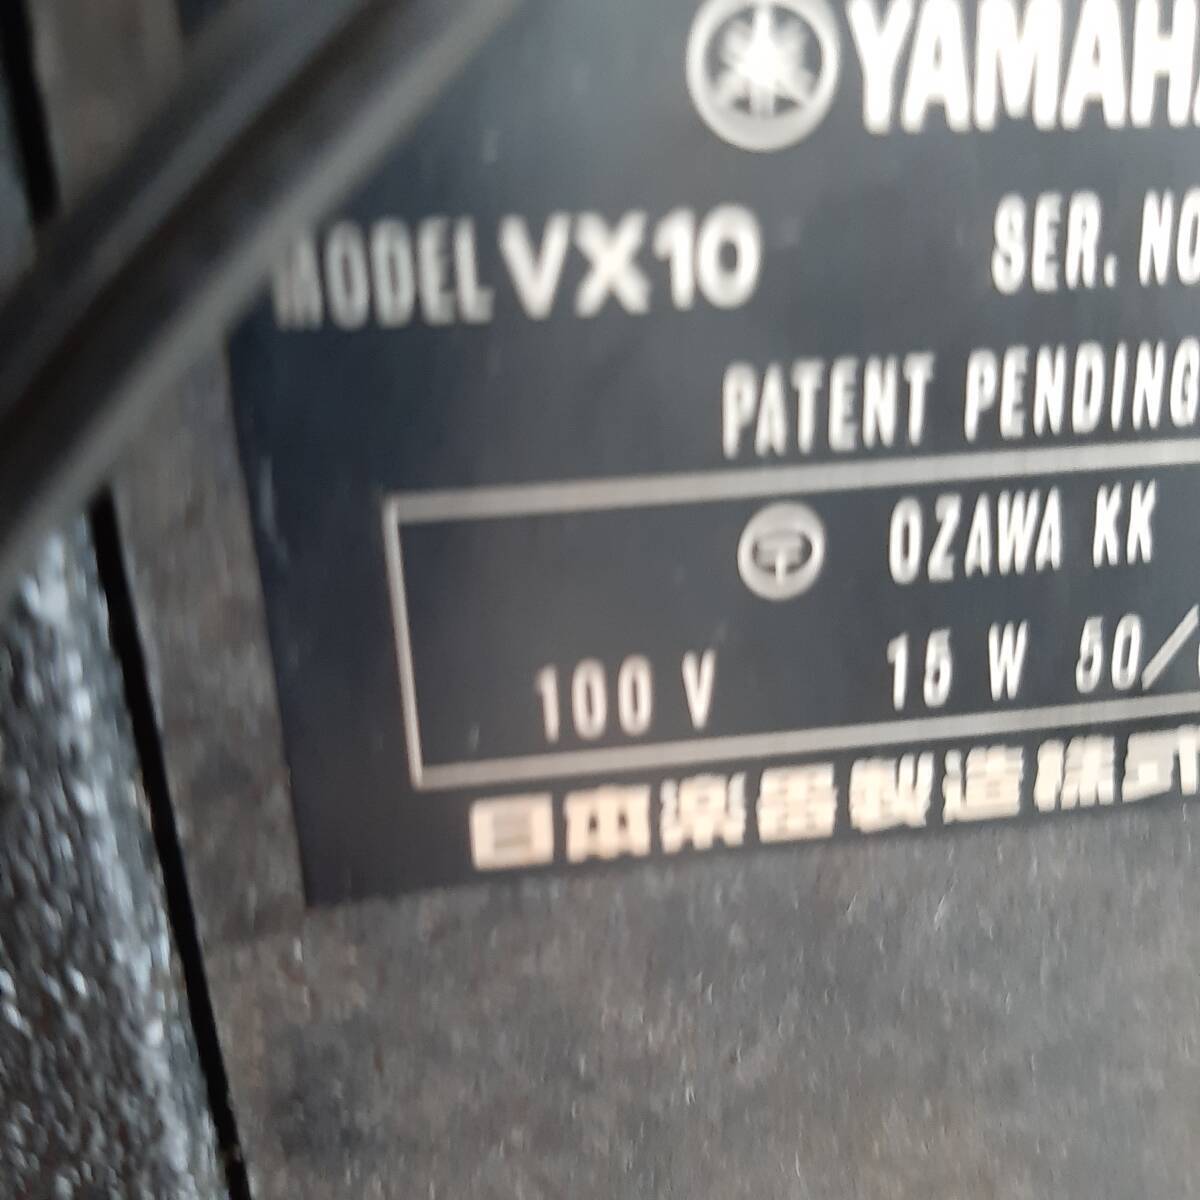 YAMAHA
MODEL VX10 SER. NO
PATENT PENDING
OZAWA KK
100 V 15 W 50/
日本楽器製造株式